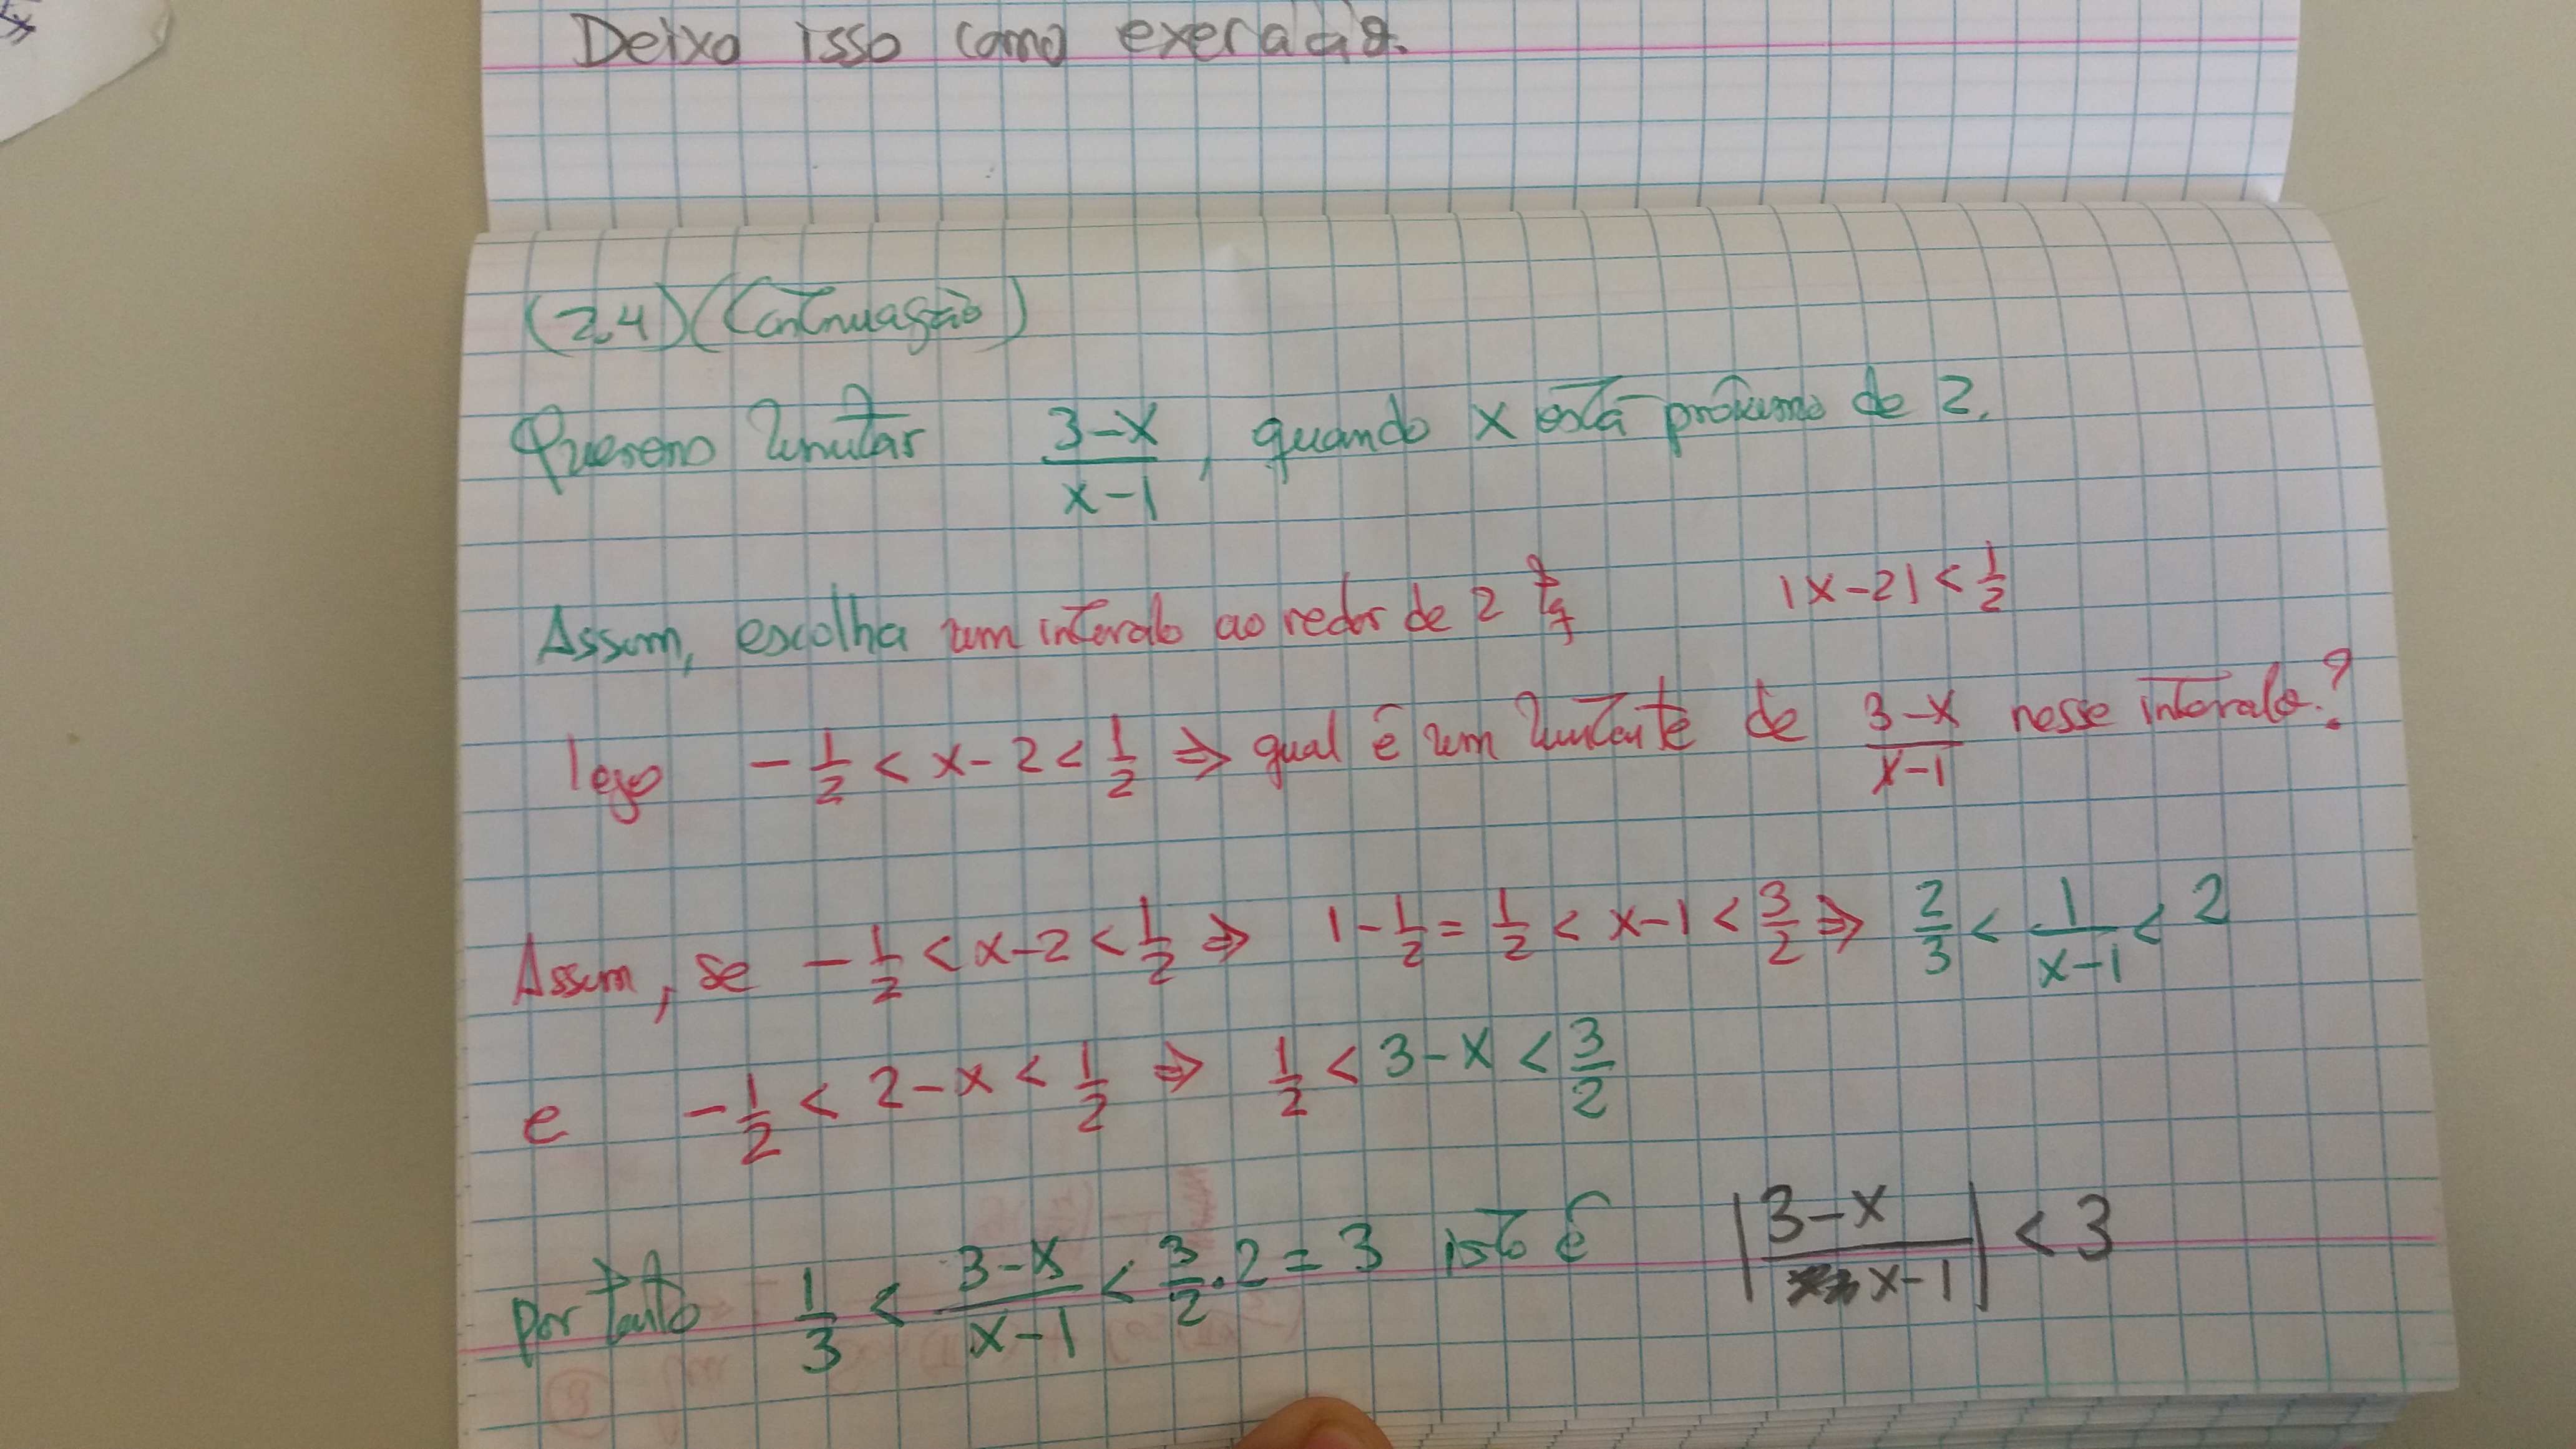 Deixo isso como exercício.
(2.4) (Continuação)
Queremo limitar \frac{3-x}{x-1}, quando x está próximo de 2.
Assim, escolha um intervalo ao redor de 2 tq |x-2| < \frac{1}{2}
logo -\frac{1}{2} < x-2 < \frac{1}{2} ⇒ qual é um limitante de \frac{3-x}{x-1} nesse intervalo?
Assim, se -\frac{1}{2} < x-2 < \frac{1}{2} ⇒ 1-\frac{1}{2} = \frac{1}{2} < x-1 < \frac{3}{2} ⇒ \frac{2}{3} < \frac{1}{x-1} < 2
e -\frac{1}{2} < 2-x < \frac{1}{2} ⇒ \frac{1}{2} < 3-x < \frac{3}{2}
Portanto \frac{1}{3} < \frac{3-x}{x-1} < \frac{3}{2} \cdot 2 = 3 isto é |\frac{3-x}{x-1}| < 3